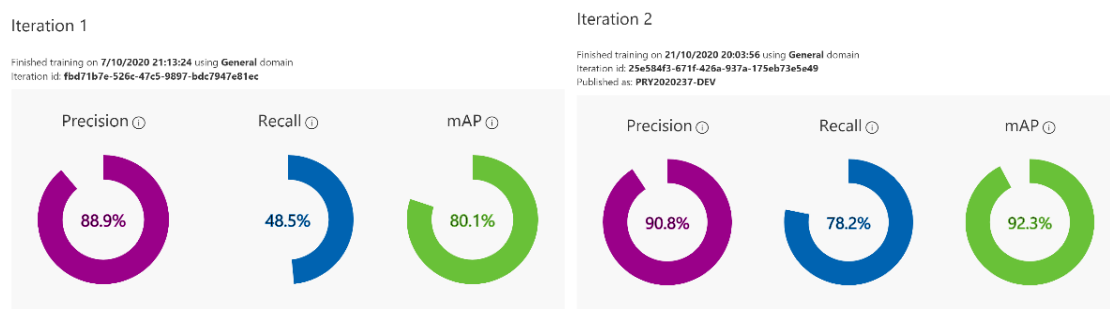 Iteration 1
Finished training on 7/10/2020 21:13:24 using General domain
Iteration id: fbd71b7e-526c-47c5-9897-bdc7947e81ec
Precision
Recall
mAP
88.9%
48.5%
80.1%
Iteration 2
Finished training on 21/10/2020 20:03:56 using General domain
Iteration id: 25e584f3-671f-426a-937a-175eb73e5e49
Published as: PRY2020237-DEV
Precision
Recall
mAP
90.8%
78.2%
92.3%